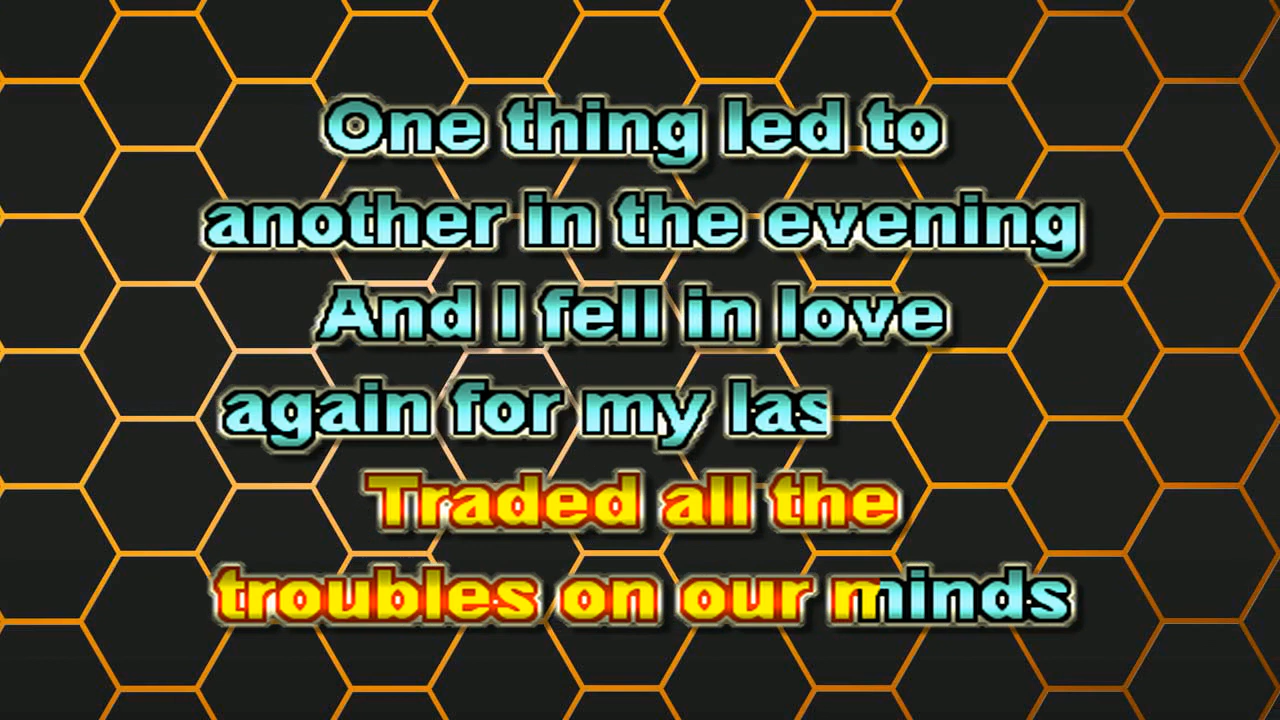 One thing led to
another in the evening
And I fell in love
again for my las
Traded all the
troubles on our minds